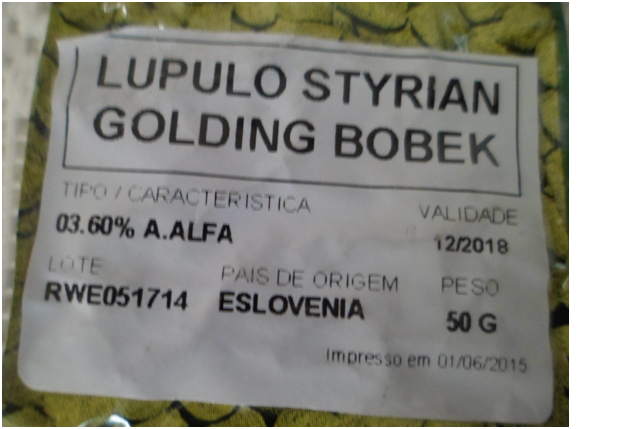 LUPULO STYRIAN
GOLDING BOBEK
TIPO / CARACTERISTICA
VALIDADE
03.60% A.ALFA
12/2018
LOTE
PAIS DE ORIGEM
PESO
RWE051714
ESLOVENIA
50 G
Impresso em 01/06/2015